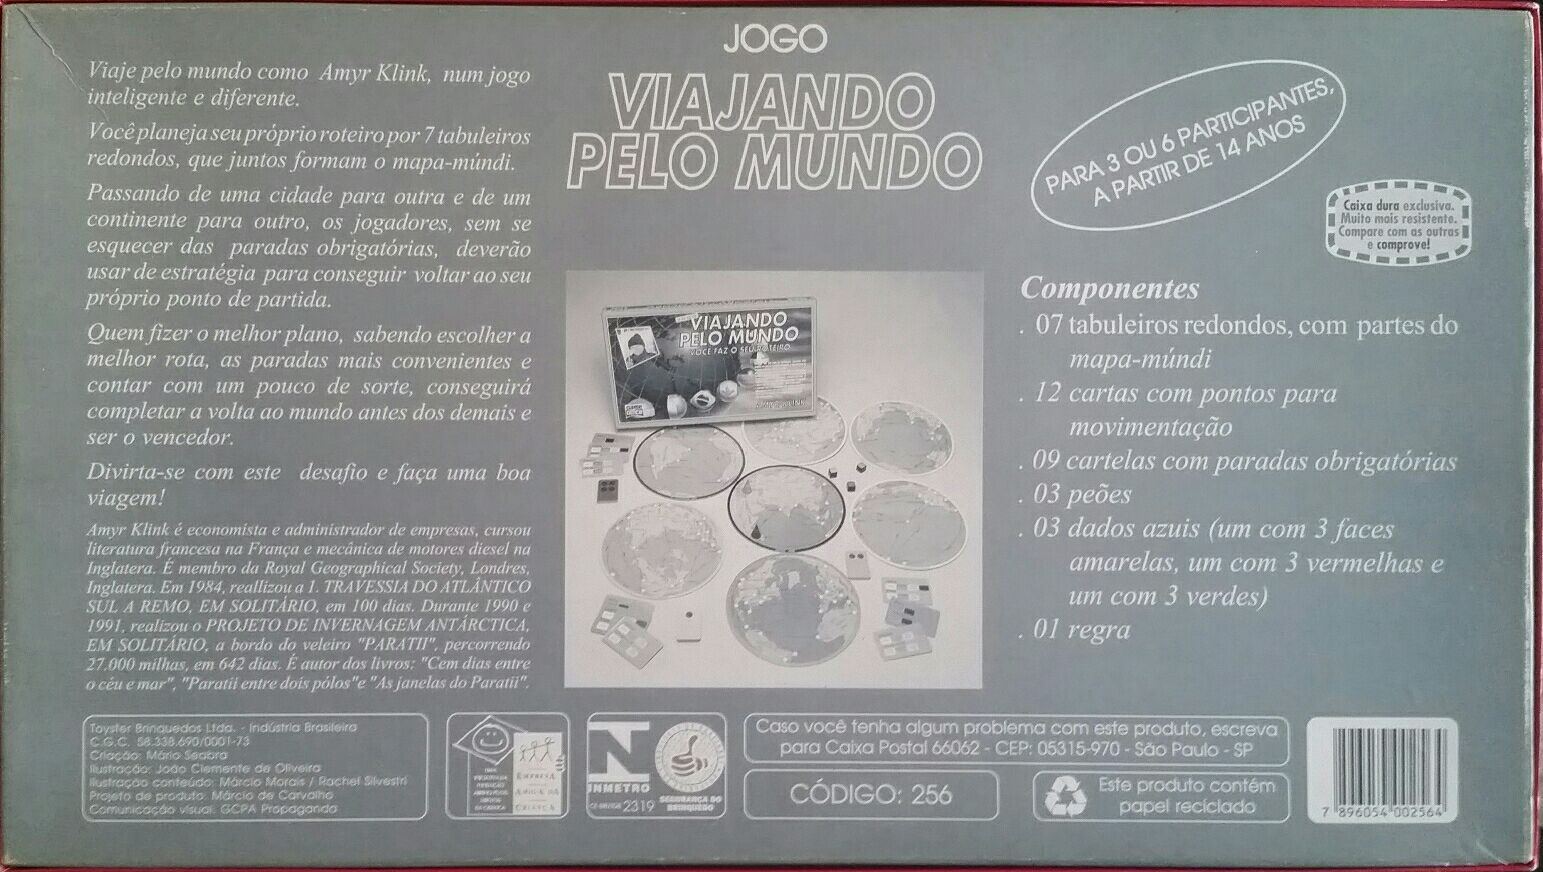 JOGO
VIAJANDO
PELO MUNDO
Viaje pelo mundo como Amyr Klink, num jogo
inteligente e diferente.
Você planeja seu próprio roteiro por 7 tabuleiros
redondos, que juntos formam o mapa-múndi.
Passando de uma cidade para outra e de um
continente para outro, os jogadores, sem se
esquecer das paradas obrigatórias, deverão
usar de estratégia para conseguir voltar ao seu
próprio ponto de partida.
Quem fizer o melhor plano, sabendo escolher a
melhor rota, as paradas mais convenientes e
contar com um pouco de sorte, conseguirá
completar a volta ao mundo antes dos demais e
ser o vencedor.
Divirta-se com este desafio e faça uma boa
viagem!
Amyr Klink é economista e administrador de empresas, cursou
literatura francesa na França e mecânica de motores diesel na
Inglatera. É membro da Royal Geographical Society, Londres,
Inglatera. Em 1984, reallizou a 1. TRAVESSIA DO ATLÂNTICO
SUL A REMO, EM SOLITÁRIO, em 100 dias. Durante 1990 e
1991, realizou o PROJETO DE INVERNAGEM ANTÁRCTICA,
EM SOLITÁRIO, a bordo do veleiro "PARATII", percorrendo
27.000 milhas, em 642 dias. É autor dos livros: "Cem dias entre
o céu e mar", "Paratii entre dois pólos"e "As janelas do Paratii".
VIAJANDO
PELO MUNDO
VOCÊ FAZ O SEU ROTEIRO
PARA 3 OU 6 PARTICIPANTES,
A PARTIR DE 14 ANOS
Caixa dura exclusiva.
Muito mais resistente.
Compare com as outras
e comprove!
Componentes
. 07 tabuleiros redondos, com partes do
mapa-múndi
. 12 cartas com pontos para
movimentação
. 09 cartelas com paradas obrigatórias
. 03 peões
. 03 dados azuis (um com 3 faces
amarelas, um com 3 vermelhas e
um com 3 verdes)
. 01 regra
Toyster Brinquedos Ltda. - Indústria Brasileira
C.G.C. 58.338.690/0001-73
Criação: Mário Seabra
Ilustração: João Clemente de Oliveira
Ilustração conteúdo: Márcio Morais / Rachel Silvestri
Projeto de produto: Márcio de Carvalho
Comunicação visual: GCPA Propaganda
EMPRESA
AMIGA DA
CRIANÇA
INMETRO
2319
SEGURANÇA DO
BRINQUEDO
Caso você tenha algum problema com este produto, escreva
para Caixa Postal 66062 - CEP: 05315-970 - São Paulo - SP
CÓDIGO: 256
Este produto contém
papel reciclado
7 896054 002564